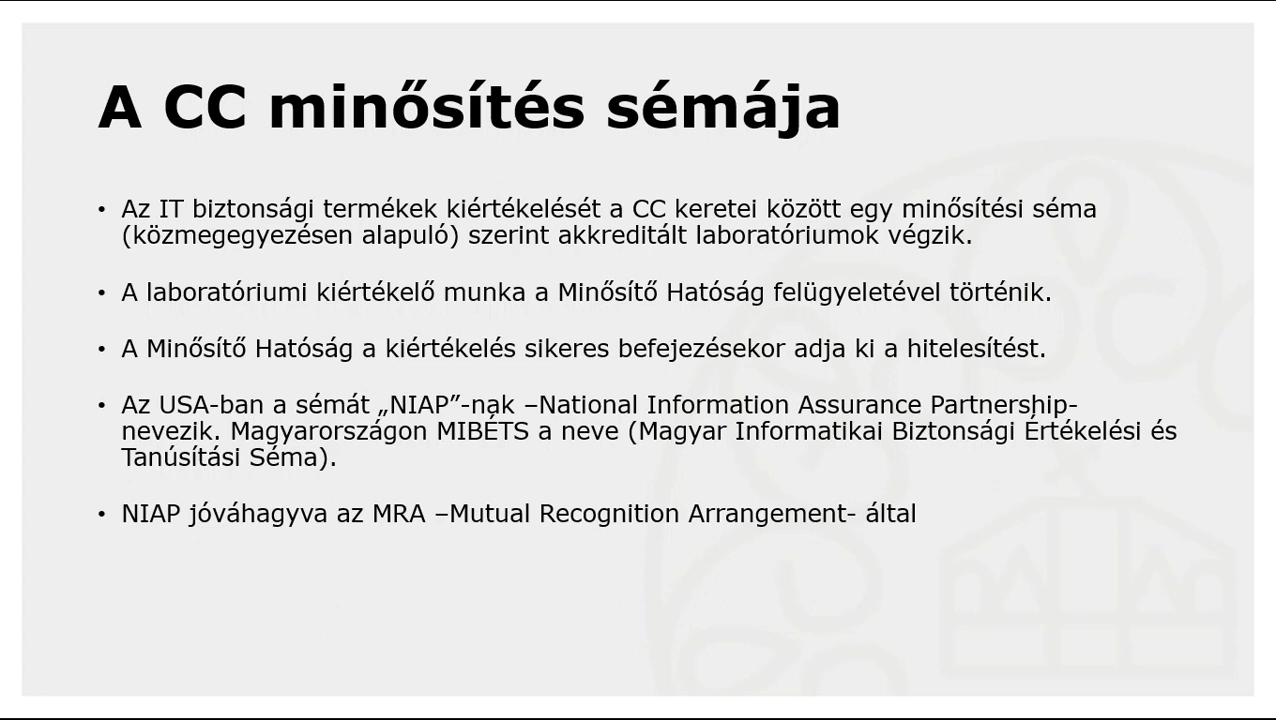 A CC minősítés sémája
• Az IT biztonsági termékek kiértékelését a CC keretei között egy minősítési séma
(közmegegyezésen alapuló) szerint akkreditált laboratóriumok végzik.
• A laboratóriumi kiértékelő munka a Minősítő Hatóság felügyeletével történik.
• A Minősítő Hatóság a kiértékelés sikeres befejezésekor adja ki a hitelesítést.
• Az USA-ban a sémát „NIAP”-nak –National Information Assurance Partnership-
nevezik. Magyarországon MIBÉTS a neve (Magyar Informatikai Biztonsági Értékelési és
Tanúsítási Séma).
• NIAP jóváhagyva az MRA –Mutual Recognition Arrangement- által